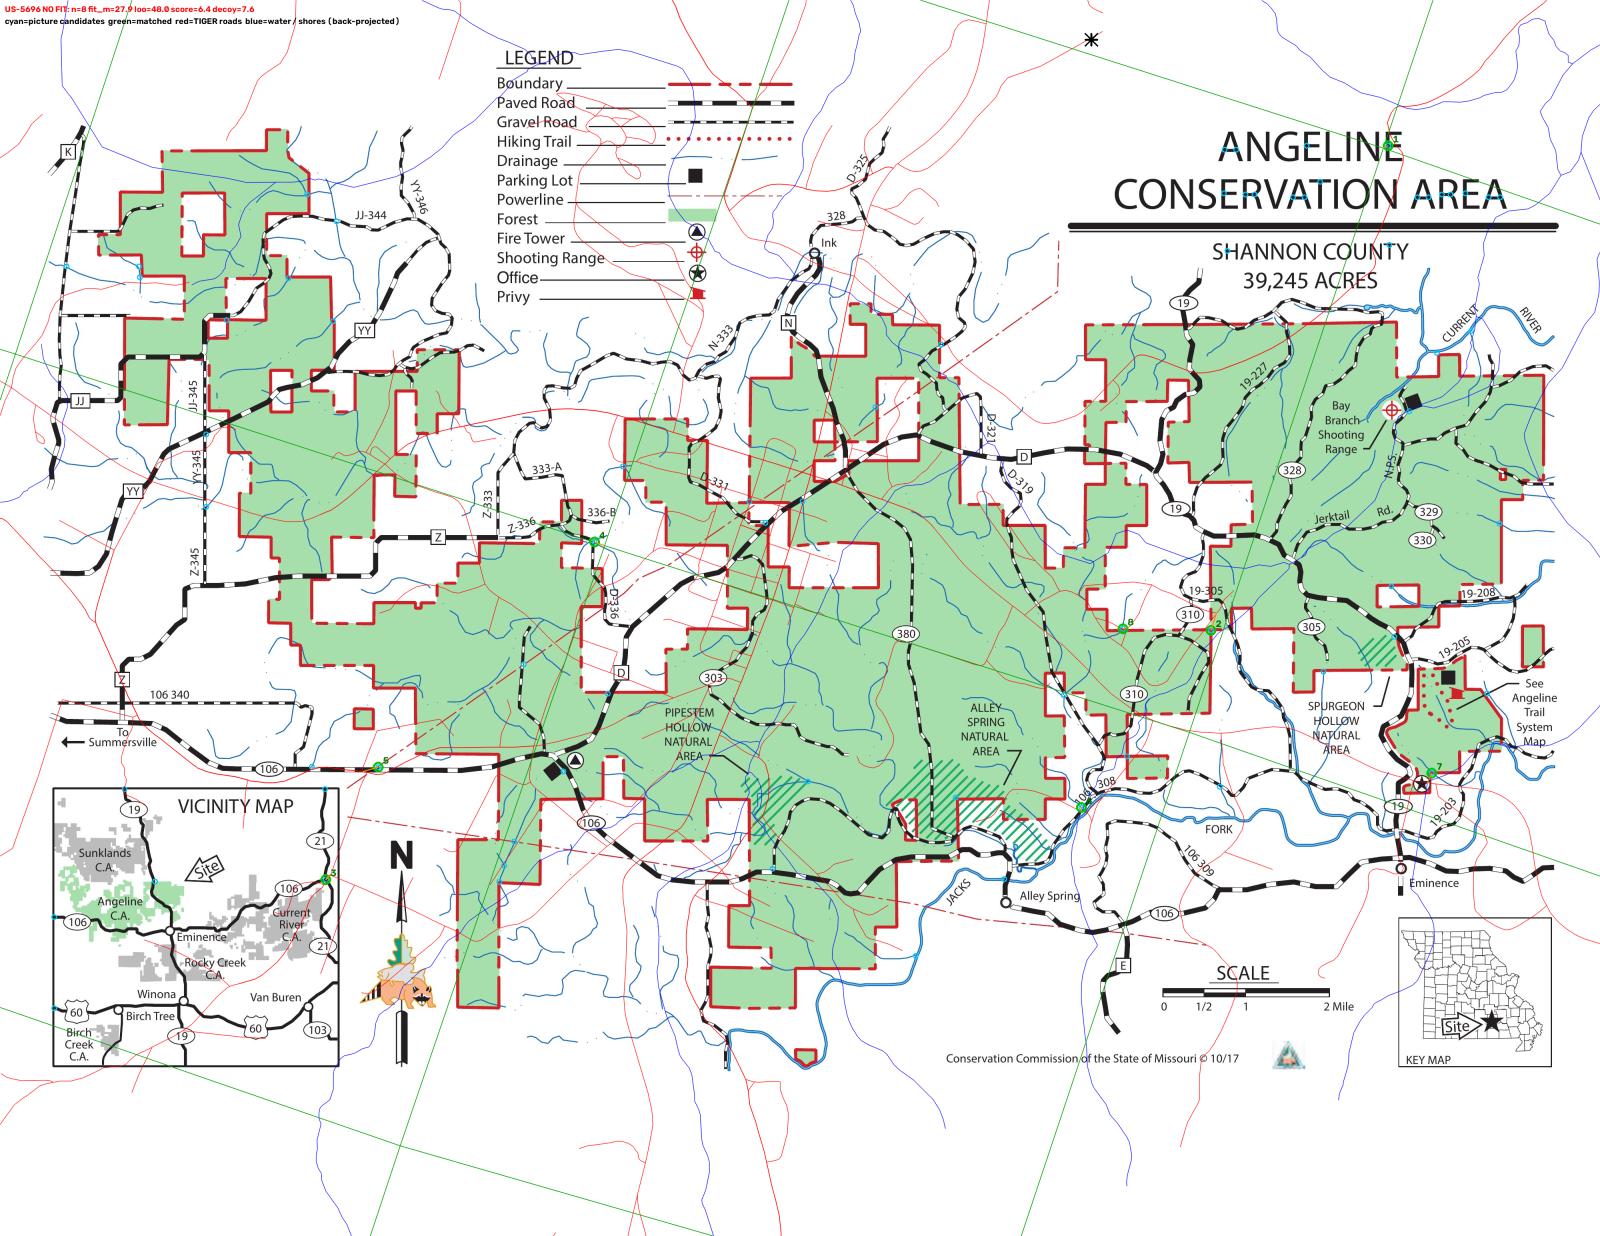 US-5696 NO FIT: n=8 fit_m=27.9 loo=48.0 score=6.4 decoy=7.6
cyan=picture candidates green=matched red=TIGER roads blue=water / shores (back-projected)
LEGEND
Boundary
Paved Road
Gravel Road
Hiking Trail
Drainage
Parking Lot
Powerline
Forest
Fire Tower
Shooting Range
Office
Privy
ANGELINE
CONSERVATION AREA
SHANNON COUNTY
39,245 ACRES
K
YY-346
JJ-344
YY
JJ
JJ-345
YY-345
YY
Z-345
Z
106 340
To
Summersville
106
D-325
328
Ink
N
N-333
333-A
Z-333
Z-336
336-B
Z
D-331
D-336
D
303
380
D-321
D
D-319
19
19-227
328
19
CURRENT
RIVER
Bay
Branch
Shooting
Range
N.P.S.
Jerktail
Rd.
329
330
19-305
310
305
19-208
19-205
310
See
Angeline
Trail
System
Map
SPURGEON
HOLLOW
NATURAL
AREA
PIPESTEM
HOLLOW
NATURAL
AREA
ALLEY
SPRING
NATURAL
AREA
308
106
106
FORK
JACKS
19
19-203
Eminence
106 309
Alley Spring
106
E
1
2
3
4
5
7
8
VICINITY MAP
19
21
Sunklands
C.A.
Site
106
Angeline
C.A.
Current
River
C.A.
106
Eminence
21
Rocky Creek
C.A.
Winona
Van Buren
60
Birch Tree
60
103
Birch
Creek
C.A.
19
N
SCALE
0 1/2 1 2 Mile
Conservation Commission of the State of Missouri © 10/17
Site
KEY MAP